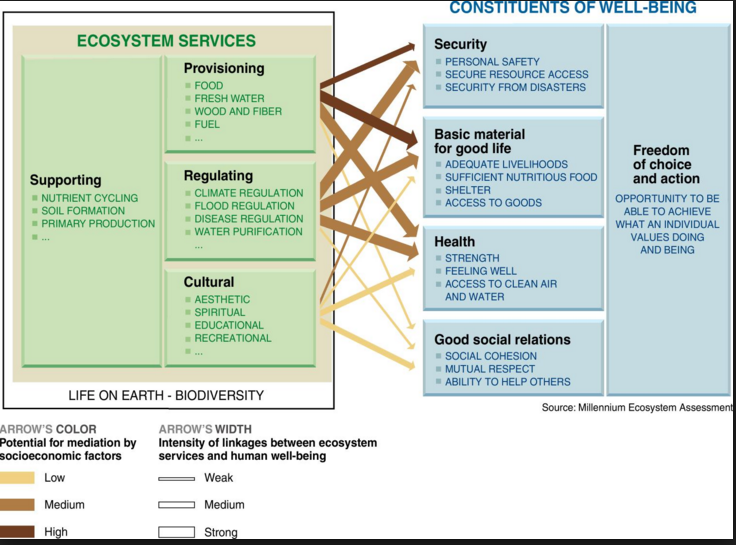 CONSTITUENTS OF WELL-BEING
ECOSYSTEM SERVICES
Supporting
NUTRIENT CYCLING
SOIL FORMATION
PRIMARY PRODUCTION
...
Provisioning
FOOD
FRESH WATER
WOOD AND FIBER
FUEL
...
Regulating
CLIMATE REGULATION
FLOOD REGULATION
DISEASE REGULATION
WATER PURIFICATION
...
Cultural
AESTHETIC
SPIRITUAL
EDUCATIONAL
RECREATIONAL
...
LIFE ON EARTH - BIODIVERSITY
Security
PERSONAL SAFETY
SECURE RESOURCE ACCESS
SECURITY FROM DISASTERS
Basic material
for good life
ADEQUATE LIVELIHOODS
SUFFICIENT NUTRITIOUS FOOD
SHELTER
ACCESS TO GOODS
Health
STRENGTH
FEELING WELL
ACCESS TO CLEAN AIR
AND WATER
Good social relations
SOCIAL COHESION
MUTUAL RESPECT
ABILITY TO HELP OTHERS
Freedom
of choice
and action
OPPORTUNITY TO BE
ABLE TO ACHIEVE
WHAT AN INDIVIDUAL
VALUES DOING
AND BEING
Source: Millennium Ecosystem Assessment
ARROW'S COLOR
Potential for mediation by
socioeconomic factors
Low
Medium
High
ARROW'S WIDTH
Intensity of linkages between ecosystem
services and human well-being
Weak
Medium
Strong